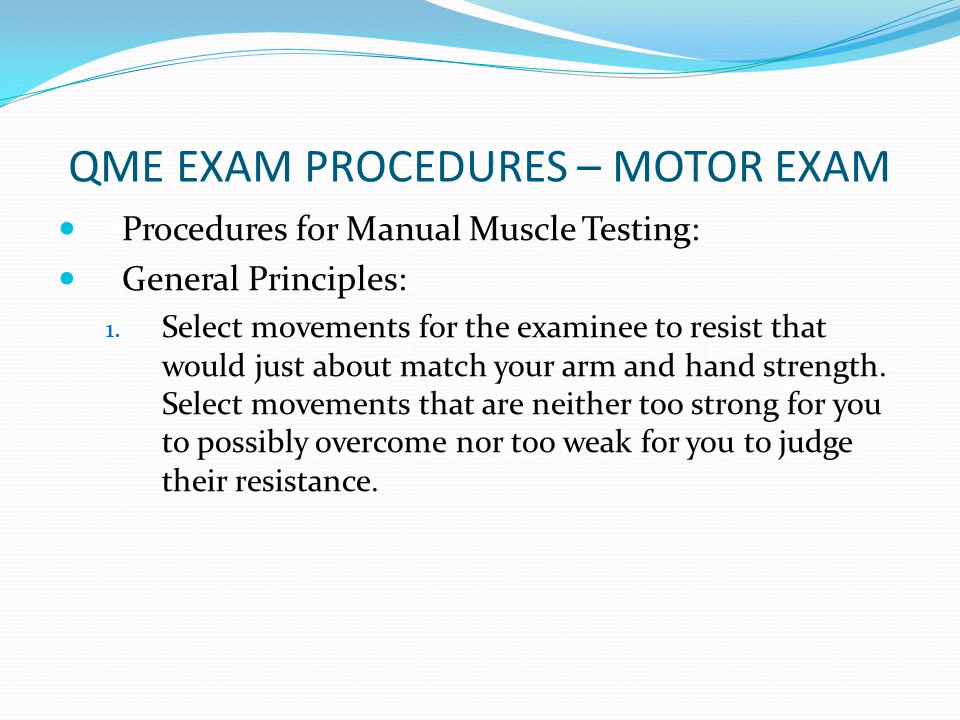 QME EXAM PROCEDURES – MOTOR EXAM
Procedures for Manual Muscle Testing:
General Principles:
1. Select movements for the examinee to resist that
would just about match your arm and hand strength.
Select movements that are neither too strong for you
to possibly overcome nor too weak for you to judge
their resistance.